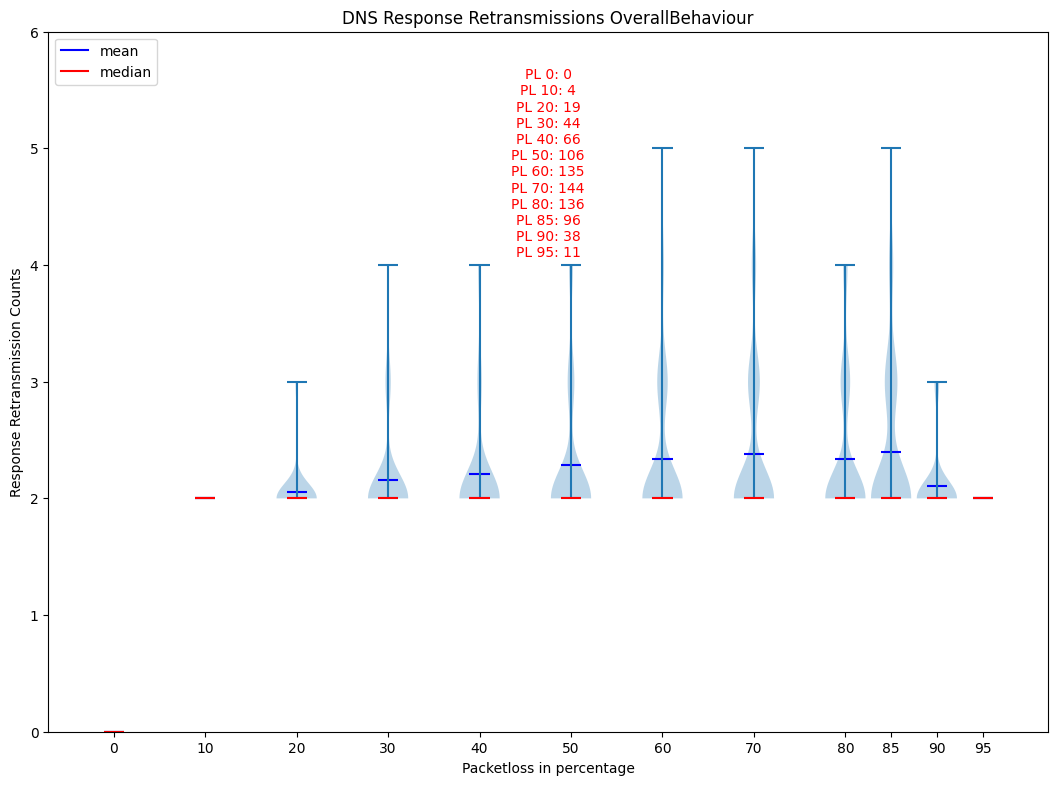 DNS Response Retransmissions OverallBehaviour
mean
median
PL 0: 0
PL 10: 4
PL 20: 19
PL 30: 44
PL 40: 66
PL 50: 106
PL 60: 135
PL 70: 144
PL 80: 136
PL 85: 96
PL 90: 38
PL 95: 11
Response Retransmission Counts
6
5
4
3
2
1
0
0 10 20 30 40 50 60 70 80 85 90 95
Packetloss in percentage